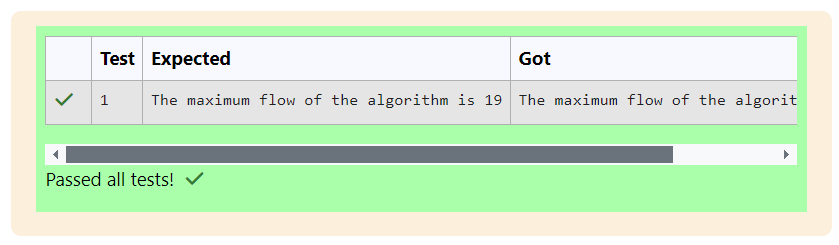 Test Expected Got
1 The maximum flow of the algorithm is 19 The maximum flow of the
Passed all tests!